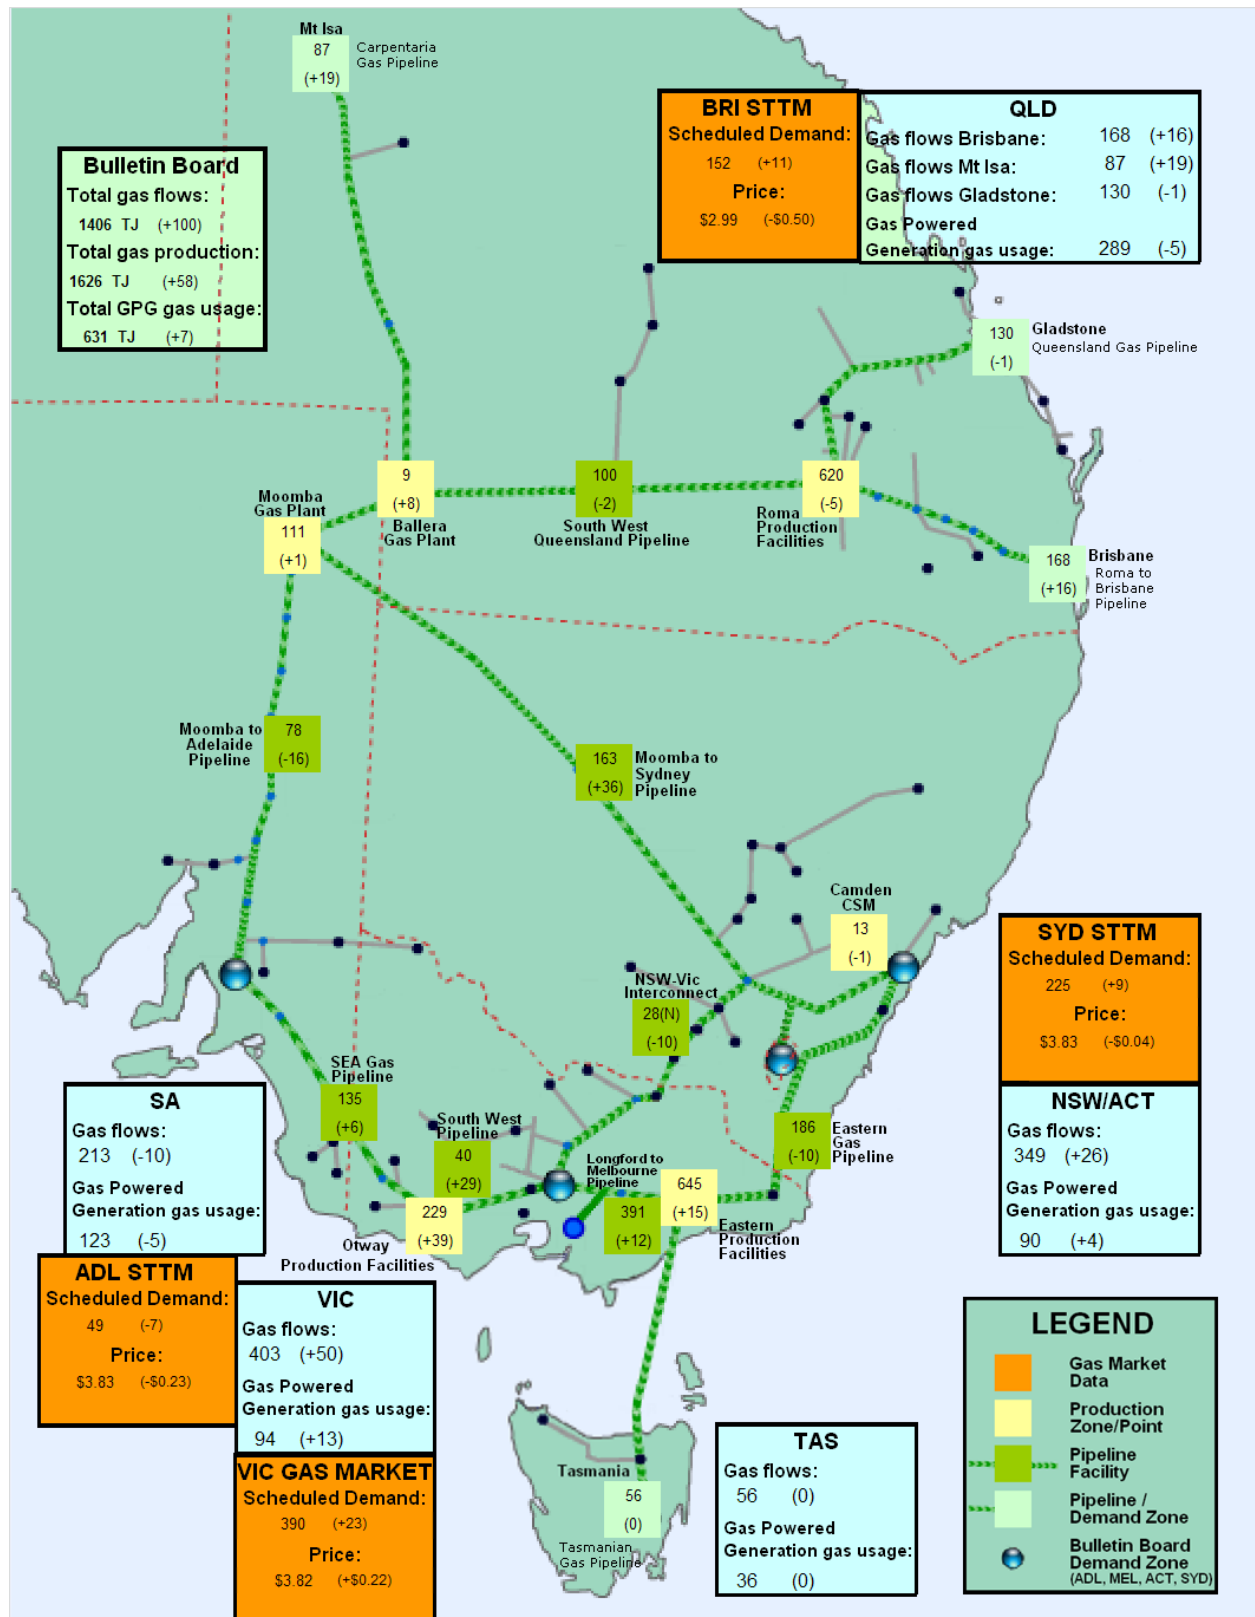 Mt Isa
87
(+19)
Carpentaria
Gas Pipeline
Bulletin Board
Total gas flows:
1406 TJ (+100)
Total gas production:
1626 TJ (+58)
Total GPG gas usage:
631 TJ (+7)
BRI STTM
Scheduled Demand:
152 (+11)
Price:
$2.99 (-$0.50)
QLD
Gas flows Brisbane: 168 (+16)
Gas flows Mt Isa: 87 (+19)
Gas flows Gladstone: 130 (-1)
Gas Powered
Generation gas usage: 289 (-5)
130
(-1)
Gladstone
Queensland Gas Pipeline
Moomba
Gas Plant
111
(+1)
9
(+8)
Ballera
Gas Plant
100
(-2)
South West
Queensland Pipeline
620
(-5)
Roma
Production
Facilities
168
(+16)
Brisbane
Roma to
Brisbane
Pipeline
Moomba to
Adelaide
Pipeline
78
(-16)
163
(+36)
Moomba to
Sydney
Pipeline
Camden
CSM
13
(-1)
NSW-Vic
Interconnect
28(N)
(-10)
SYD STTM
Scheduled Demand:
225 (+9)
Price:
$3.83 (-$0.04)
NSW/ACT
Gas flows:
349 (+26)
Gas Powered
Generation gas usage:
90 (+4)
SEA Gas
Pipeline
135
(+6)
South West
Pipeline
40
(+29)
Longford to
Melbourne
Pipeline
391
(+12)
645
(+15)
Eastern
Production
Facilities
186
(-10)
Eastern
Gas
Pipeline
229
(+39)
Otway
Production Facilities
SA
Gas flows:
213 (-10)
Gas Powered
Generation gas usage:
123 (-5)
ADL STTM
Scheduled Demand:
49 (-7)
Price:
$3.83 (-$0.23)
VIC
Gas flows:
403 (+50)
Gas Powered
Generation gas usage:
94 (+13)
VIC GAS MARKET
Scheduled Demand:
390 (+23)
Price:
$3.82 (+$0.22)
Tasmania
56
(0)
Tasmanian
Gas Pipeline
TAS
Gas flows:
56 (0)
Gas Powered
Generation gas usage:
36 (0)
LEGEND
Gas Market
Data
Production
Zone/Point
Pipeline
Facility
Pipeline /
Demand Zone
Bulletin Board
Demand Zone
(ADL, MEL, ACT, SYD)